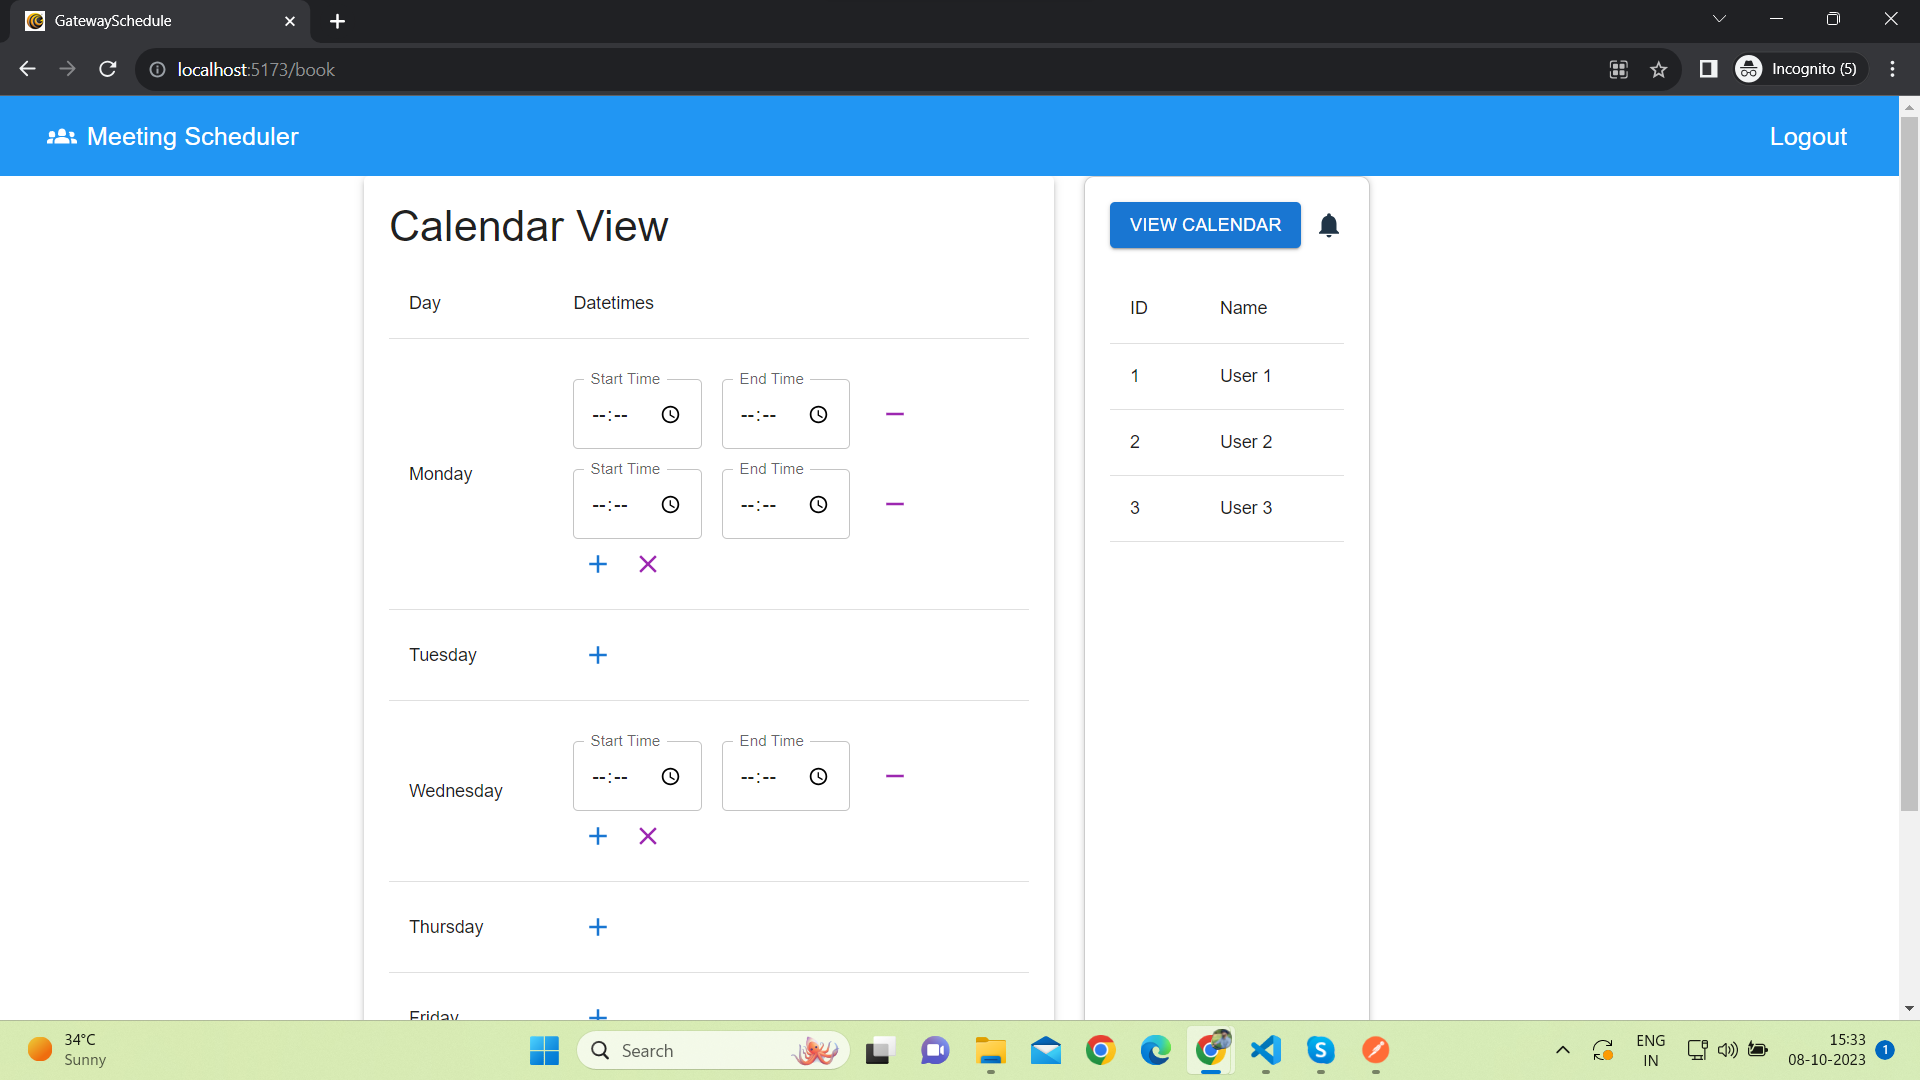 GatewaySchedule
localhost:5173/book
Incognito (5)
Meeting Scheduler
Logout
Calendar View
Day Datetimes
Monday
Start Time End Time
--:-- --:--
Start Time End Time
--:-- --:--
Tuesday
Wednesday
Start Time End Time
--:-- --:--
Thursday
Friday
VIEW CALENDAR
ID Name
1 User 1
2 User 2
3 User 3
34°C
Sunny
Search
ENG
IN
15:33
08-10-2023
1